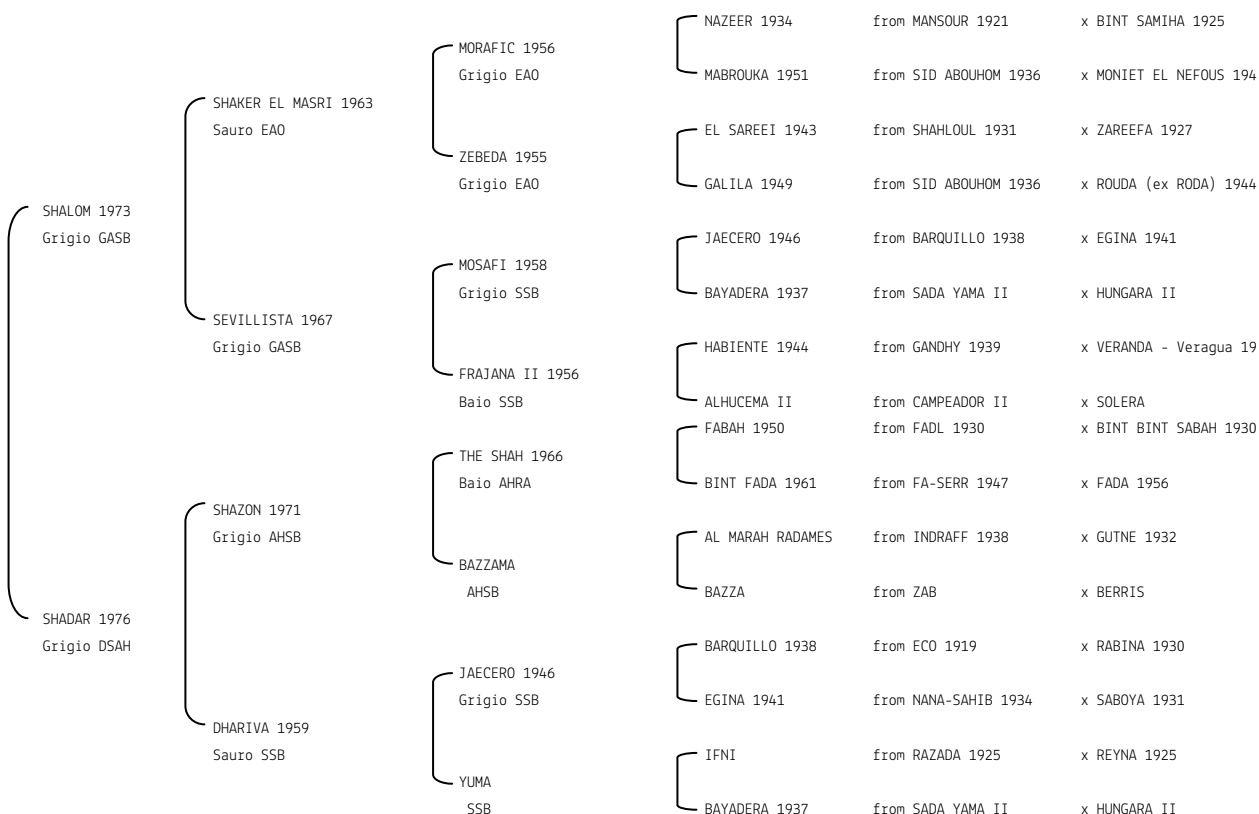 NAZEER 1934 from MANSOUR 1921 x BINT SAMIHA 1925
MORAFIC 1956
Grigio EAO
MABROUKA 1951 from SID ABOUHOM 1936 x MONIET EL NEFOUS 194
SHAKER EL MASRI 1963
Sauro EAO
EL SAREEI 1943 from SHAHLOUL 1931 x ZAREEFA 1927
ZEBEDA 1955
Grigio EAO
GALILA 1949 from SID ABOUHOM 1936 x ROUDA (ex RODA) 1944
SHALOM 1973
Grigio GASB
JAECERO 1946 from BARQUILLO 1938 x EGINA 1941
MOSAFI 1958
Grigio SSB
BAYADERA 1937 from SADA YAMA II x HUNGARA II
SEVILLISTA 1967
Grigio GASB
HABIENTE 1944 from GANDHY 1939 x VERANDA - Veragua 19
FRAJANA II 1956
Baio SSB
ALHUCEMA II from CAMPEADOR II x SOLERA
FABAH 1950 from FADL 1930 x BINT BINT SABAH 1930
THE SHAH 1966
Baio AHRA
BINT FADA 1961 from FA-SERR 1947 x FADA 1956
SHAZON 1971
Grigio AHSB
AL MARAH RADAMES from INDRAFF 1938 x GUTNE 1932
BAZZAMA
AHSB
BAZZA from ZAB x BERRIS
SHADAR 1976
Grigio DSAH
BARQUILLO 1938 from ECO 1919 x RABINA 1930
JAECERO 1946
Grigio SSB
EGINA 1941 from NANA-SAHIB 1934 x SABOYA 1931
DHARIVA 1959
Sauro SSB
IFNI from RAZADA 1925 x REYNA 1925
YUMA
SSB
BAYADERA 1937 from SADA YAMA II x HUNGARA II